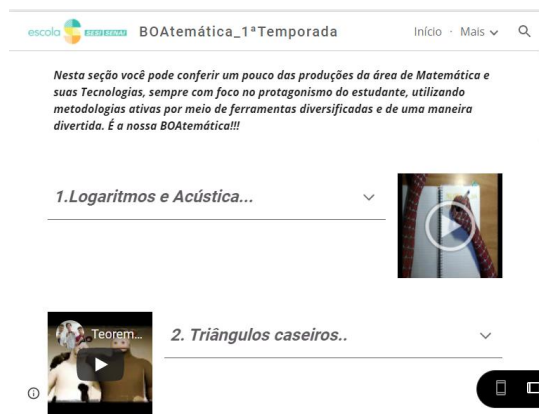 escola SESI SENAI BOAtemática_1ªTemporada Início · Mais
Nesta seção você pode conferir um pouco das produções da área de Matemática e
suas Tecnologias, sempre com foco no protagonismo do estudante, utilizando
metodologias ativas por meio de ferramentas diversificadas e de uma maneira
divertida. É a nossa BOAtemática!!!
1.Logaritmos e Acústica...
Teorem...
2. Triângulos caseiros..